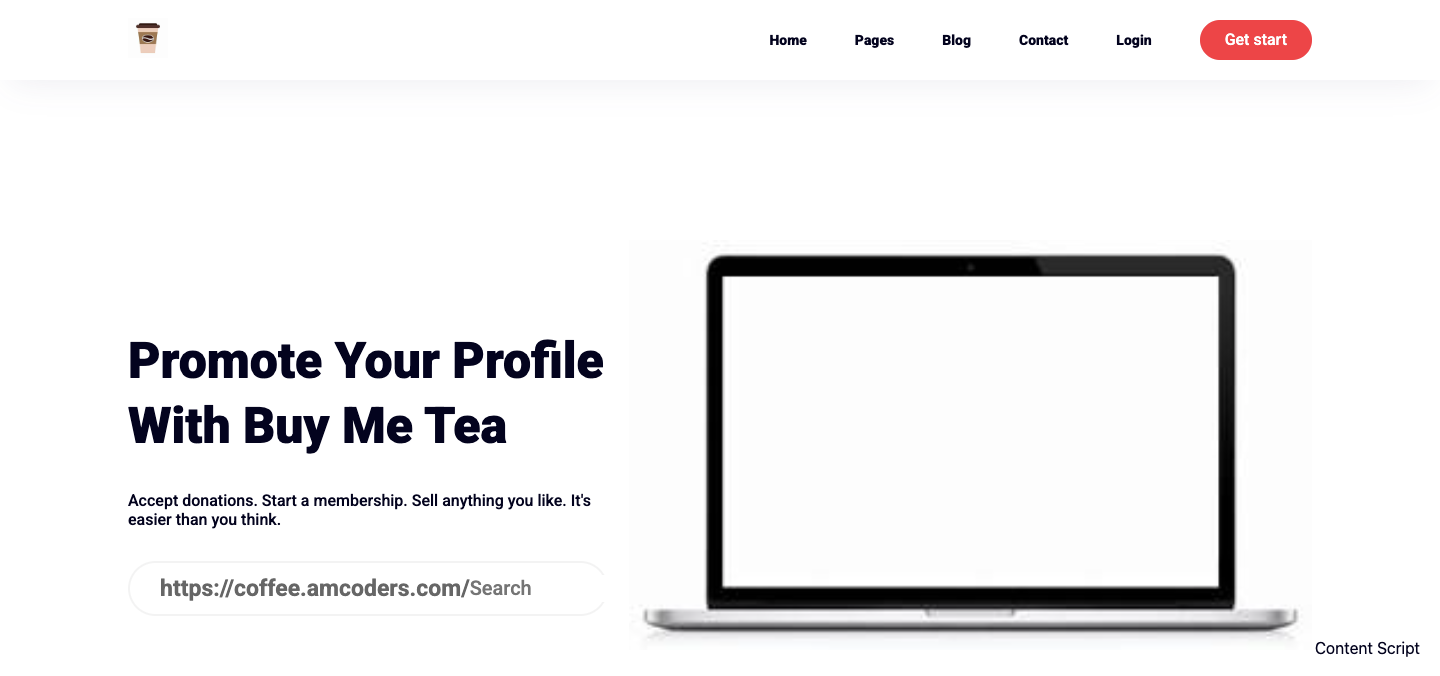 Home Pages Blog Contact Login Get start
Promote Your Profile
With Buy Me Tea
Accept donations. Start a membership. Sell anything you like. It's
easier than you think.
https://coffee.amcoders.com/Search
Content Script